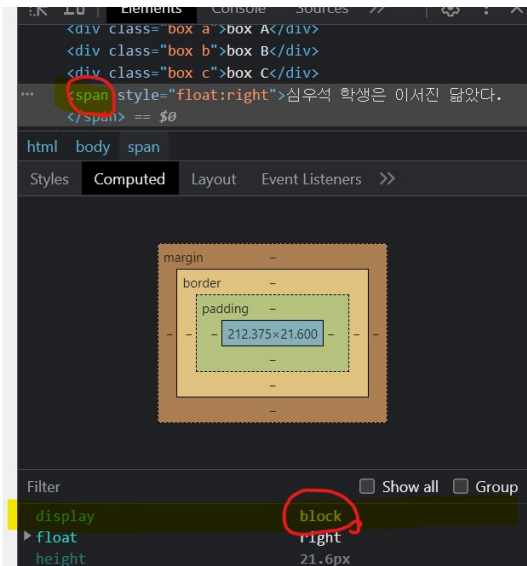 Elements Console Sources >>
<div class="box a">box A</div>
<div class="box b">box B</div>
<div class="box c">box C</div>
... <span style="float:right">심우석 학생은 이서진 닮았다.
</span> == $0
html body span
Styles Computed Layout Event Listeners >>
margin -
border -
padding -
- - - 212.375×21.600 - - -
-
-
-
Filter Show all Group
display block
float right
height 21.6px